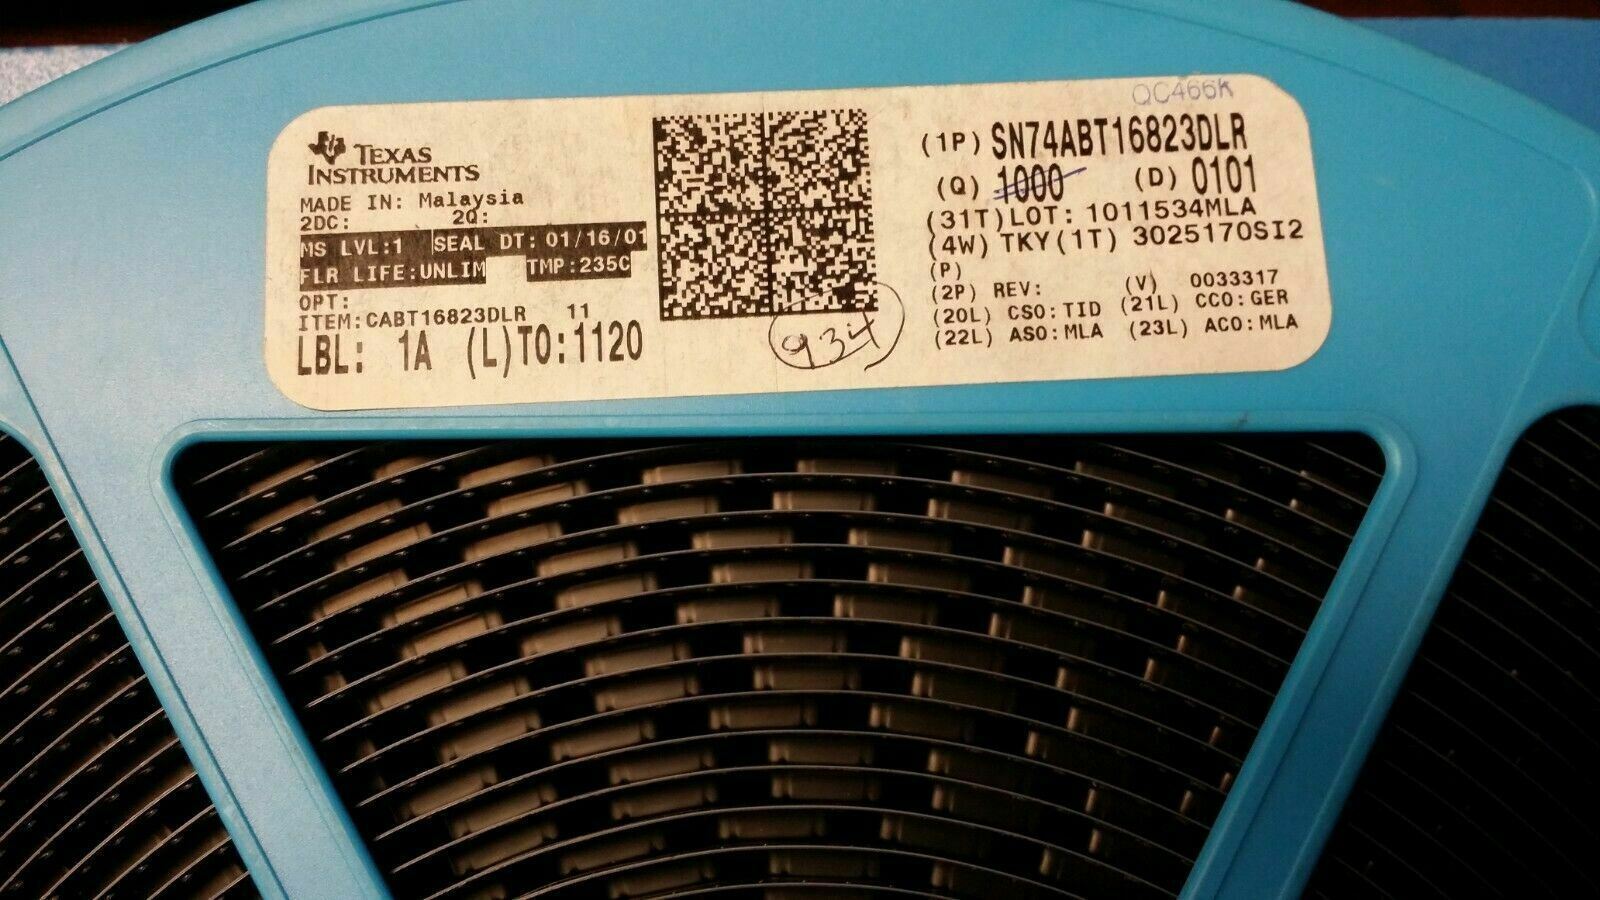 TEXAS
INSTRUMENTS
MADE IN: Malaysia
2DC: 2Q:
MS LVL:1 SEAL DT: 01/16/01
FLR LIFE:UNLIM TMP:235C
OPT:
ITEM:CABT16823DLR 11
LBL: 1A (L)TO:1120
934
QC466K
(1P) SN74ABT16823DLR
(Q) 1000 (D) 0101
(31T)LOT: 1011534MLA
(4W) TKY(1T) 3025170SI2
(P)
(2P) REV: (V) 0033317
(20L) CSO:TID (21L) CCO:GER
(22L) ASO:MLA (23L) ACO:MLA